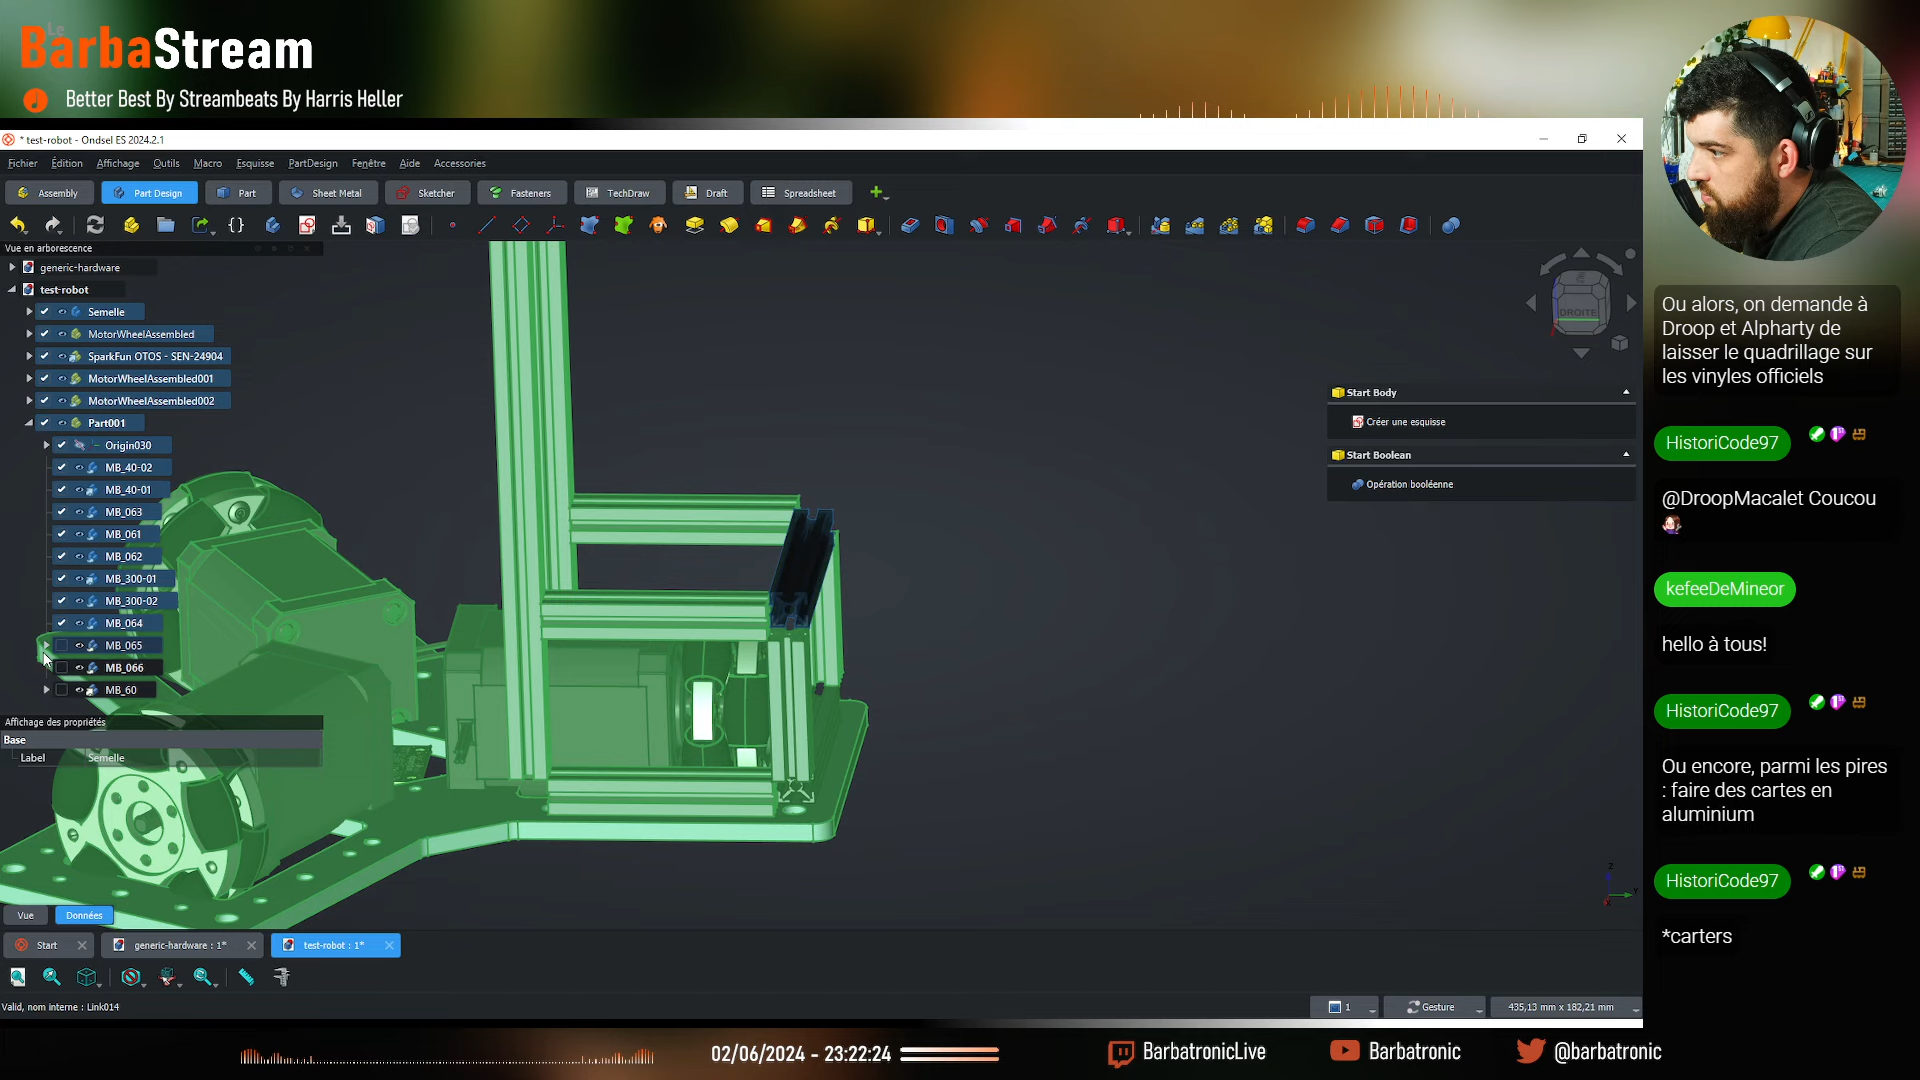 Le
BarbaStream
Better Best By Streambeats By Harris Heller
* test-robot - Ondsel ES 2024.2.1
Fichier Édition Affichage Outils Macro Esquisse PartDesign Fenêtre Aide Accessories
Assembly Part Design Part Sheet Metal Sketcher Fasteners TechDraw Draft Spreadsheet
Vue en arborescence
generic-hardware
test-robot
Semelle
MotorWheelAssembled
SparkFun OTOS - SEN-24904
MotorWheelAssembled001
MotorWheelAssembled002
Part001
Origin030
MB_40-02
MB_40-01
MB_063
MB_061
MB_062
MB_300-01
MB_300-02
MB_064
MB_065
MB_066
MB_60
Affichage des propriétés
Base
Label Semelle
Vue Données
DROITE
Start Body
Créer une esquisse
Start Boolean
Opération booléenne
Z
Y
Start generic-hardware : 1* test-robot : 1*
Valid, nom interne : Link014
1 Gesture 435,13 mm x 182,21 mm
Ou alors, on demande à
Droop et Alpharty de
laisser le quadrillage sur
les vinyles officiels
HistoriCode97
@DroopMacalet Coucou
kefeeDeMineor
hello à tous!
HistoriCode97
Ou encore, parmi les pires
: faire des cartes en
aluminium
HistoriCode97
*carters
02/06/2024 - 23:22:24
BarbatronicLive
Barbatronic
@barbatronic